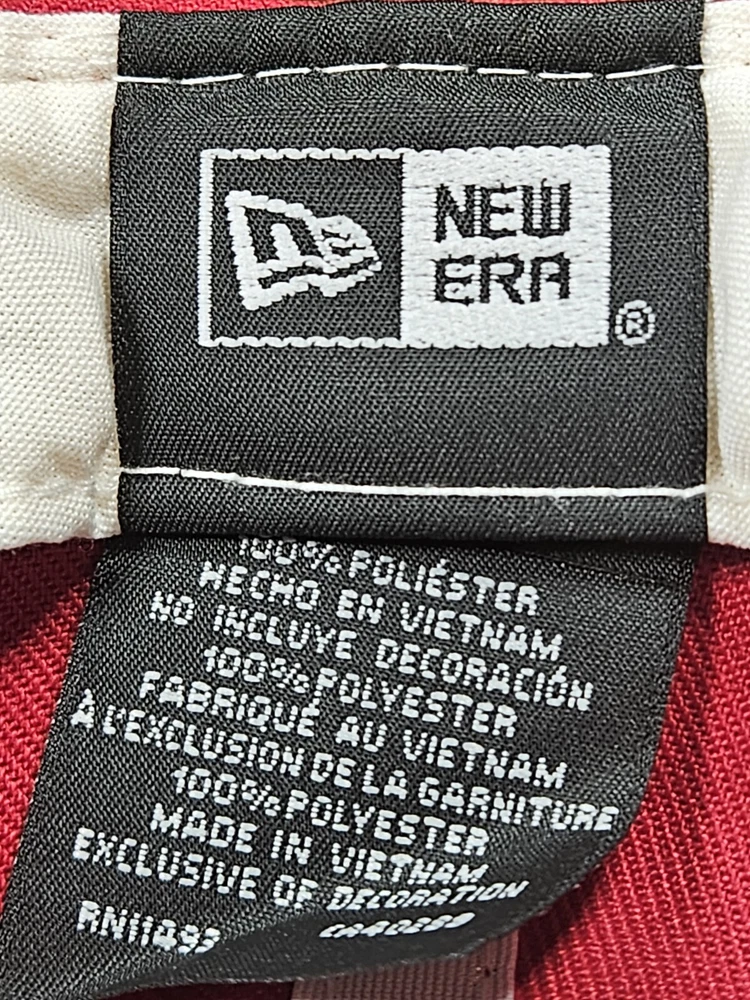 NEW
ERA
®
100% POLIÉSTER
HECHO EN VIETNAM
NO INCLUYE DECORACIÓN
100% POLYESTER
FABRIQUÉ AU VIETNAM
À L'EXCLUSION DE LA GARNITURE
100% POLYESTER
MADE IN VIETNAM
EXCLUSIVE OF DECORATION